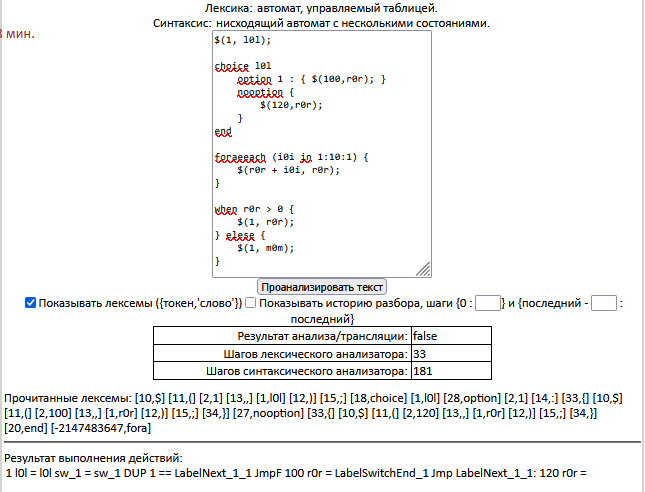 Лексика: автомат, управляемый таблицей.
Синтаксис: нисходящий автомат с несколькими состояниями.
мин.
$(1, l0l);
choice l0l
option 1 : { $(100,r0r); }
nooption {
$(120,r0r);
}
end
foraeeach (i0i in 1:10:1) {
$(r0r + i0i, r0r);
}
when r0r > 0 {
$(1, r0r);
} elese {
$(1, m0m);
}
Проанализировать текст
Показывать лексемы ({токен,'слово'}) Показывать историю разбора, шаги {0 : } и {последний - :
последний}
Результат анализа/трансляции: false
Шагов лексического анализатора: 33
Шагов синтаксического анализатора: 181
Прочитанные лексемы: [10,$] [11,(] [2,1] [13,,] [1,l0l] [12,)] [15,;] [18,choice] [1,l0l] [28,option] [2,1] [14,:] [33,{] [10,$]
[11,(] [2,100] [13,,] [1,r0r] [12,)] [15,;] [34,}] [27,nooption] [33,{] [10,$] [11,(] [2,120] [13,,] [1,r0r] [12,)] [15,;] [34,}]
[20,end] [-2147483647,fora]
Результат выполнения действий:
1 l0l = l0l sw_1 = sw_1 DUP 1 == LabelNext_1_1 JmpF 100 r0r = LabelSwitchEnd_1 Jmp LabelNext_1_1: 120 r0r =